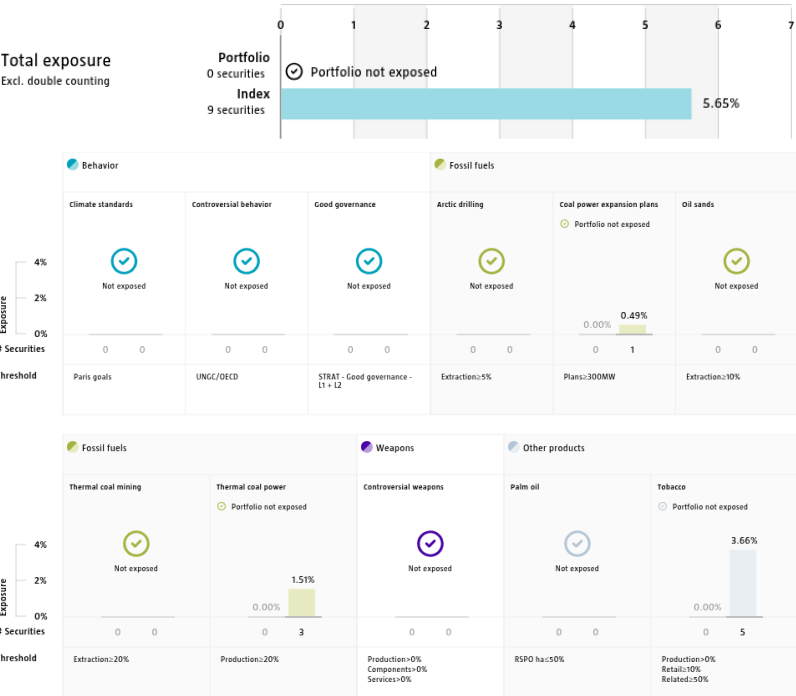 0 1 2 3 4 5 6 7
Total exposure
Excl. double counting
Portfolio
0 securities
Portfolio not exposed
Index
9 securities
5.65%
Behavior
Fossil fuels
Climate standards
Controversial behavior
Good governance
Arctic drilling
Coal power expansion plans
Oil sands
Portfolio not exposed
Not exposed
Not exposed
Not exposed
Not exposed
Not exposed
Exposure
4%
2%
0%
0.00% 0.49%
# Securities
0 0
0 0
0 0
0 0
0 1
0 0
hreshold
Paris goals
UNGC/OECD
STRAT - Good governance -
L1 + L2
Extraction≥5%
Plans≥300MW
Extraction≥10%
Fossil fuels
Weapons
Other products
Thermal coal mining
Thermal coal power
Controversial weapons
Palm oil
Tobacco
Portfolio not exposed
Portfolio not exposed
Not exposed
Not exposed
Not exposed
Exposure
4%
2%
0%
0.00% 1.51%
0.00% 3.66%
# Securities
0 0
0 3
0 0
0 0
0 5
hreshold
Extraction≥20%
Production≥20%
Production>0%
Components>0%
Services>0%
RSPO ha≤50%
Production>0%
Retail≥10%
Related≥50%